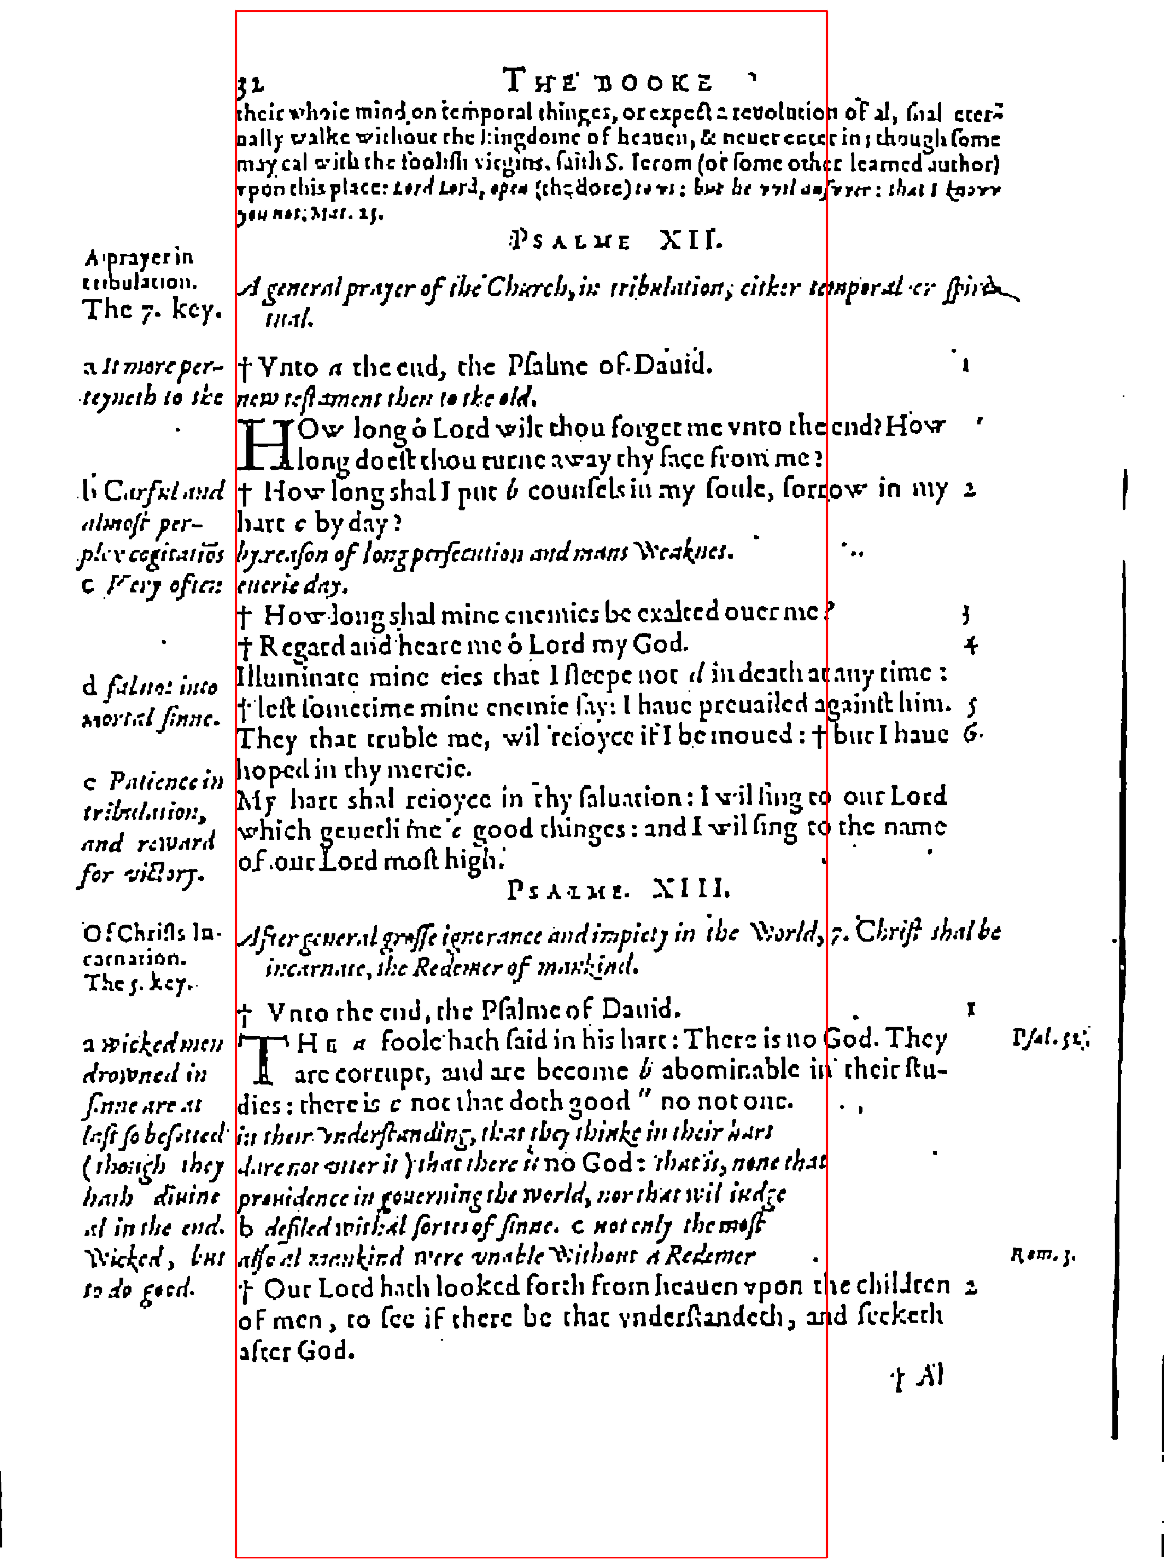 32 THE BOOKE
their whole mind on temporal thinges, or expect a reuolution of al, shal eter-
nally walke without the kingdome of heauen, & neuer enter in; though some
may cal with the foolish virgins, saith S. Ierom (or some other learned author)
vpon this place: Lord Lord, open (the dore) to vs: but he wil answer: that I know
you not. Mat. 25.
PSALME XII.
A prayer in
tribulation.
The 7. key.
A general prayer of the Church, in tribulation, either temporal or spiri-
tual.
a It more per-
teyneth to the
† Vnto a the end, the Psalme of Dauid. 1
new testament then to the old.
HOw long ô Lord wilt thou forget me vnto the end? How
long doest thou turne away thy face from me?
b Carful and
almost per-
plex cogitatiōs
c Very often
† How long shal I put b counsels in my soule, sorrow in my 2
hart c by day?
by reason of long persecution and mans Weaknes.
euerie day.
† How long shal mine enemies be exalted ouer me? 3
† Regard and heare me ô Lord my God. 4
d falne into
mortal sinne.
Illuminate mine eies that I sleepe not d in death at any time:
† lest sometime mine enemie say: I haue preuailed against him. 5
They that truble me, wil reioyce if I be moued: † but I haue 6.
hoped in thy mercie.
e Patience in
tribulation,
and reward
for victory.
My hart shal reioyce in thy saluation: I wil sing to our Lord
which geueth me e good thinges: and I wil sing to the name
of our Lord most high.
PSALME. XIII.
Of Christs In-
carnation.
The 5. key.
After general grosse ignorance and impiety in the World, 7. Christ shal be
incarnate, the Redemer of mankind.
† Vnto the end, the Psalme of Dauid. 1
a wicked men
drowned in
sinne are at
last so besotted
(though they
hath diuine
al in the end.
Wicked, but
to do good.
THE a foole hath said in his hart: There is no God. They
are corrupt, and are become b abominable in their stu-
dies: there is c not that doth good " no not one.
Psal. 52.
in their vnderstanding, that they thinke in their hart
dare not vtter it) that there is no God: that is, none that
prouidence in gouerning the world, nor that wil iudge
b defiled with al sortes of sinne. c not only the most
also al mankind were vnable Without a Redemer
Rom. 3.
† Our Lord hath looked forth from heauen vpon the children 2
of men, to see if there be that vnderstandeth, and seeketh
after God.
† Al